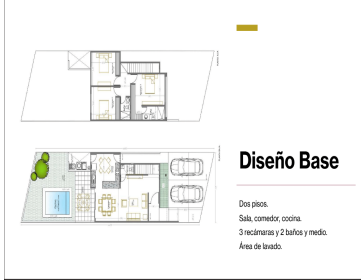 Diseño Base
Dos pisos.
Sala, comedor, cocina.
3 recámaras y 2 baños y medio.
Área de lavado.